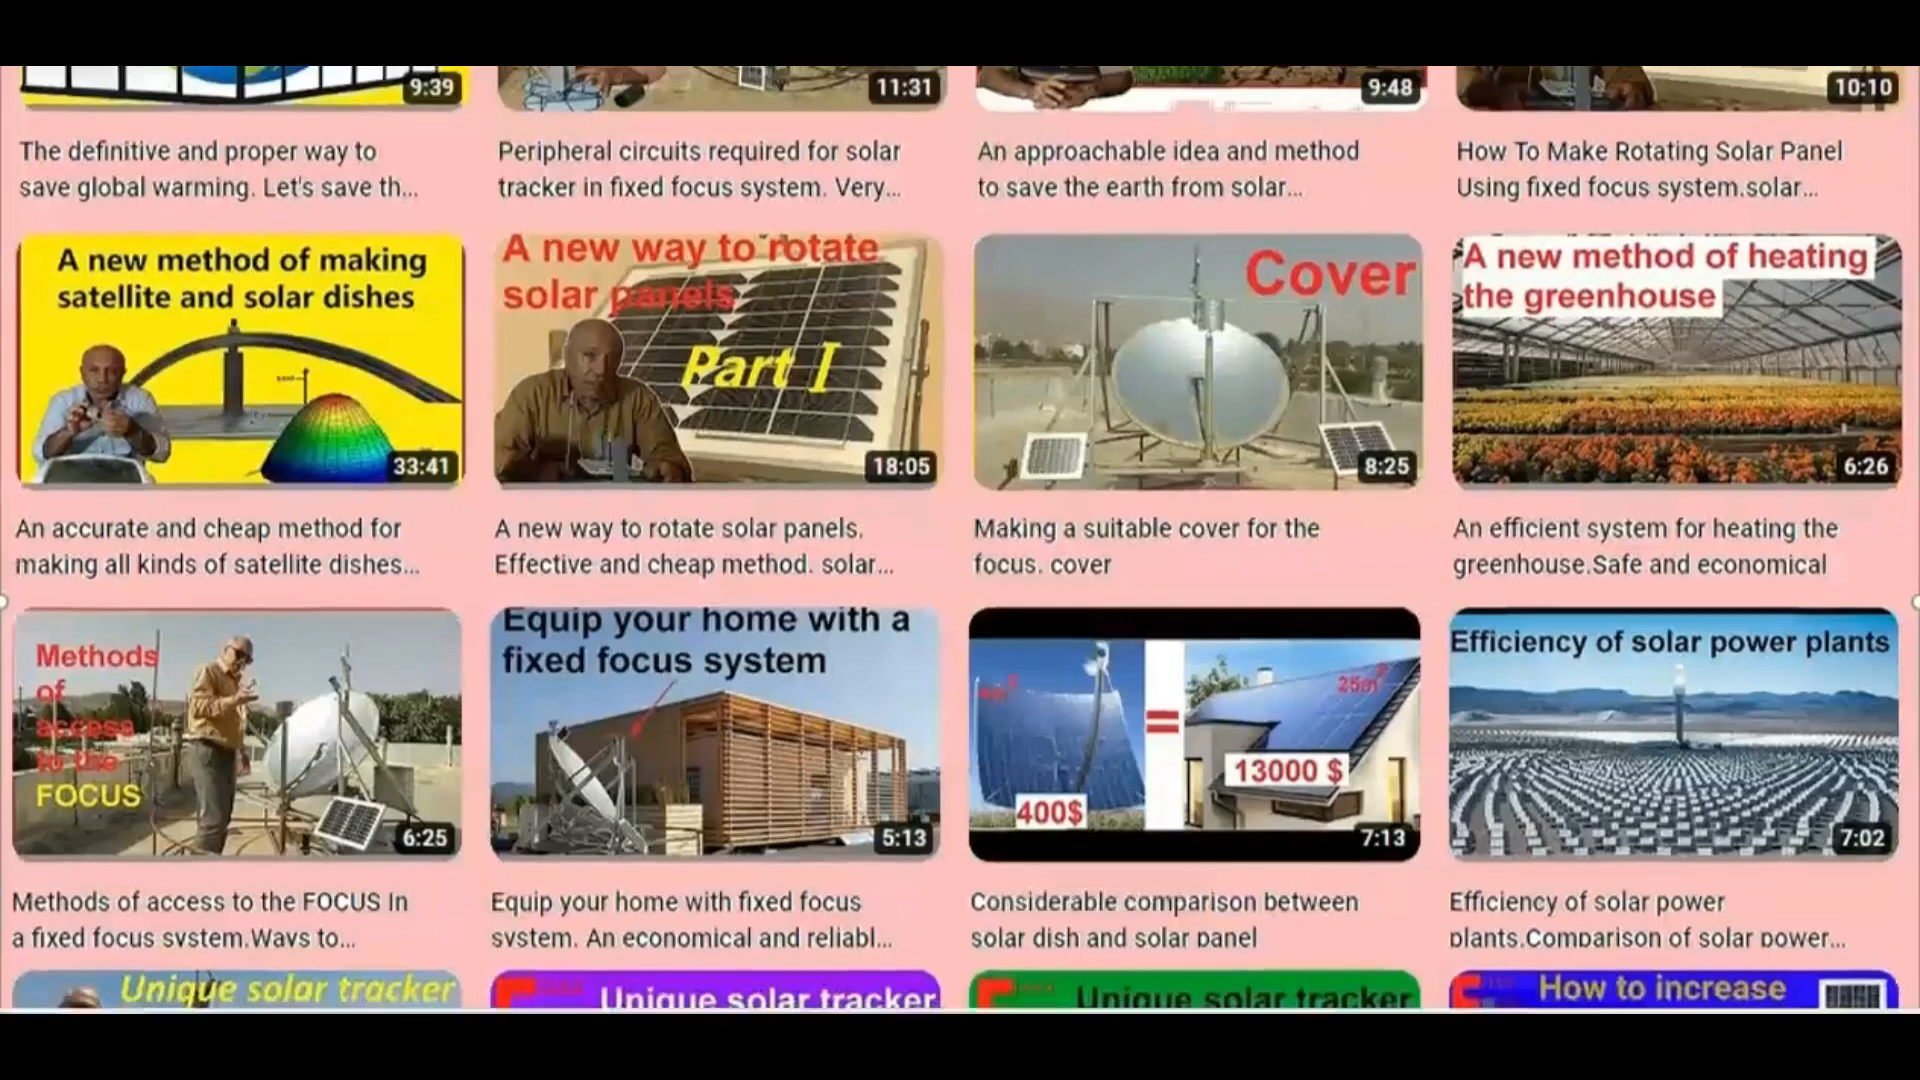 9:39
11:31
9:48
10:10
The definitive and proper way to
save global warming. Let's save th...
Peripheral circuits required for solar
tracker in fixed focus system. Very...
An approachable idea and method
to save the earth from solar...
How To Make Rotating Solar Panel
Using fixed focus system.solar...
A new method of making
satellite and solar dishes
33:41
A new way to rotate
solar panels
Part I
18:05
Cover
8:25
A new method of heating
the greenhouse
6:26
An accurate and cheap method for
making all kinds of satellite dishes...
A new way to rotate solar panels.
Effective and cheap method. solar...
Making a suitable cover for the
focus. cover
An efficient system for heating the
greenhouse.Safe and economical
Methods
of
access
to the
FOCUS
6:25
Equip your home with a
fixed focus system
5:13
25m²
=
13000 $
400$
7:13
Efficiency of solar power plants
7:02
Methods of access to the FOCUS In
a fixed focus system.Ways to...
Equip your home with fixed focus
system. An economical and reliabl...
Considerable comparison between
solar dish and solar panel
Efficiency of solar power
plants.Comparison of solar power...
Unique solar tracker
Unique solar tracker
Unique solar tracker
How to increase